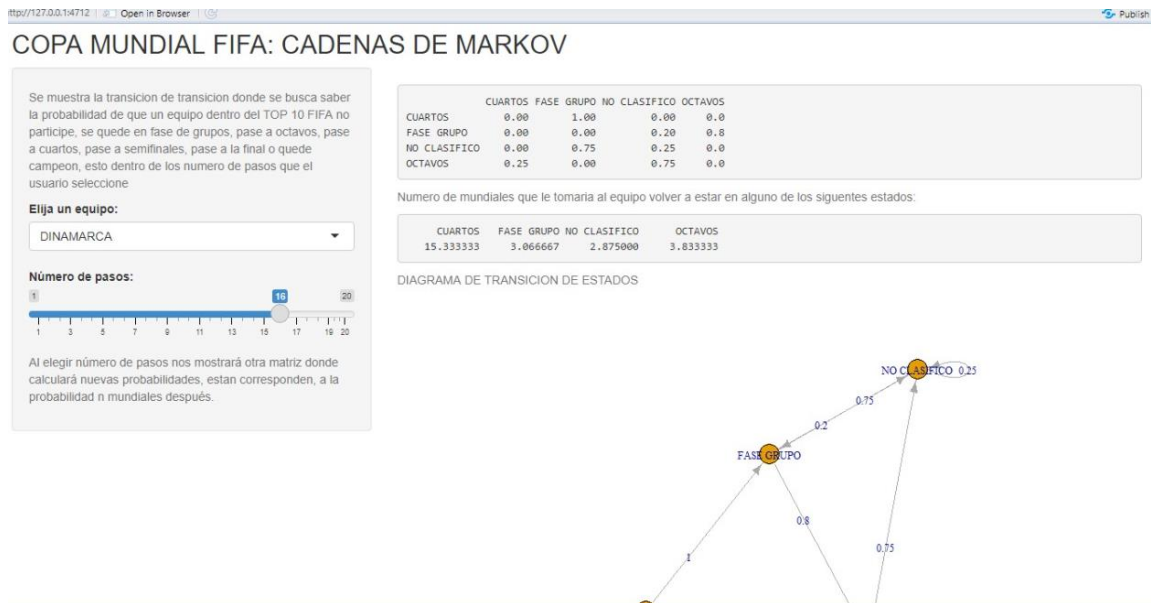 ttp://127.0.0.1:4712 Open in Browser Publish
COPA MUNDIAL FIFA: CADENAS DE MARKOV
Se muestra la transicion de transicion donde se busca saber
la probabilidad de que un equipo dentro del TOP 10 FIFA no
participe, se quede en fase de grupos, pase a octavos, pase
a cuartos, pase a semifinales, pase a la final o quede
campeon, esto dentro de los numero de pasos que el
usuario seleccione
Elija un equipo:
DINAMARCA
Número de pasos:
1 16 20
1 3 5 7 9 11 13 15 17 19 20
Al elegir número de pasos nos mostrará otra matriz donde
calculará nuevas probabilidades, estan corresponden, a la
probabilidad n mundiales después.
CUARTOS FASE GRUPO NO CLASIFICO OCTAVOS
CUARTOS 0.00 1.00 0.00 0.0
FASE GRUPO 0.00 0.00 0.20 0.8
NO CLASIFICO 0.00 0.75 0.25 0.0
OCTAVOS 0.25 0.00 0.75 0.0
Numero de mundiales que le tomaria al equipo volver a estar en alguno de los siguentes estados:
CUARTOS FASE GRUPO NO CLASIFICO OCTAVOS
15.333333 3.066667 2.875000 3.833333
DIAGRAMA DE TRANSICION DE ESTADOS
NO CLASIFICO 0.25
0.75
0.2
FASE GRUPO
0.8
0.75
1